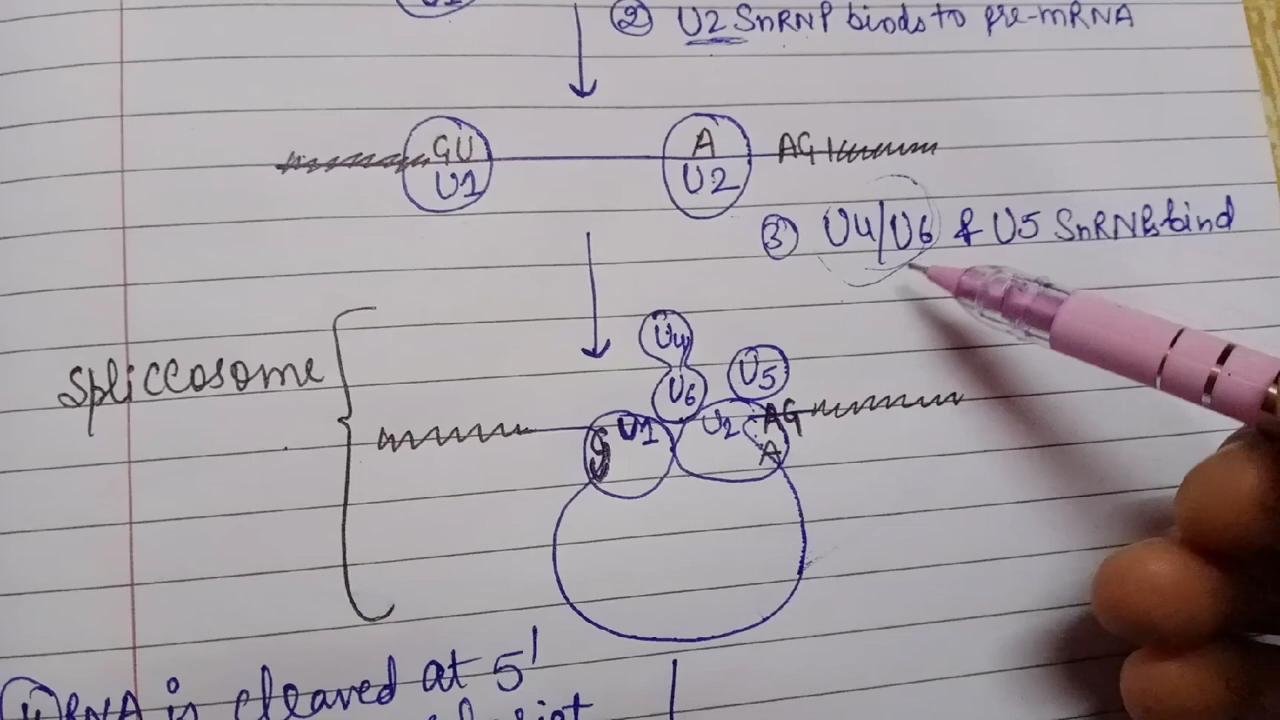 ② U2 SnRNP binds to pre-mRNA
GU A AG
U1 U2
③ U4/U6 & U5 SnRNPs bind
U4
U5
U6
Spliceosome
U1 U2 AG
A
④ RNA is cleaved at 5'